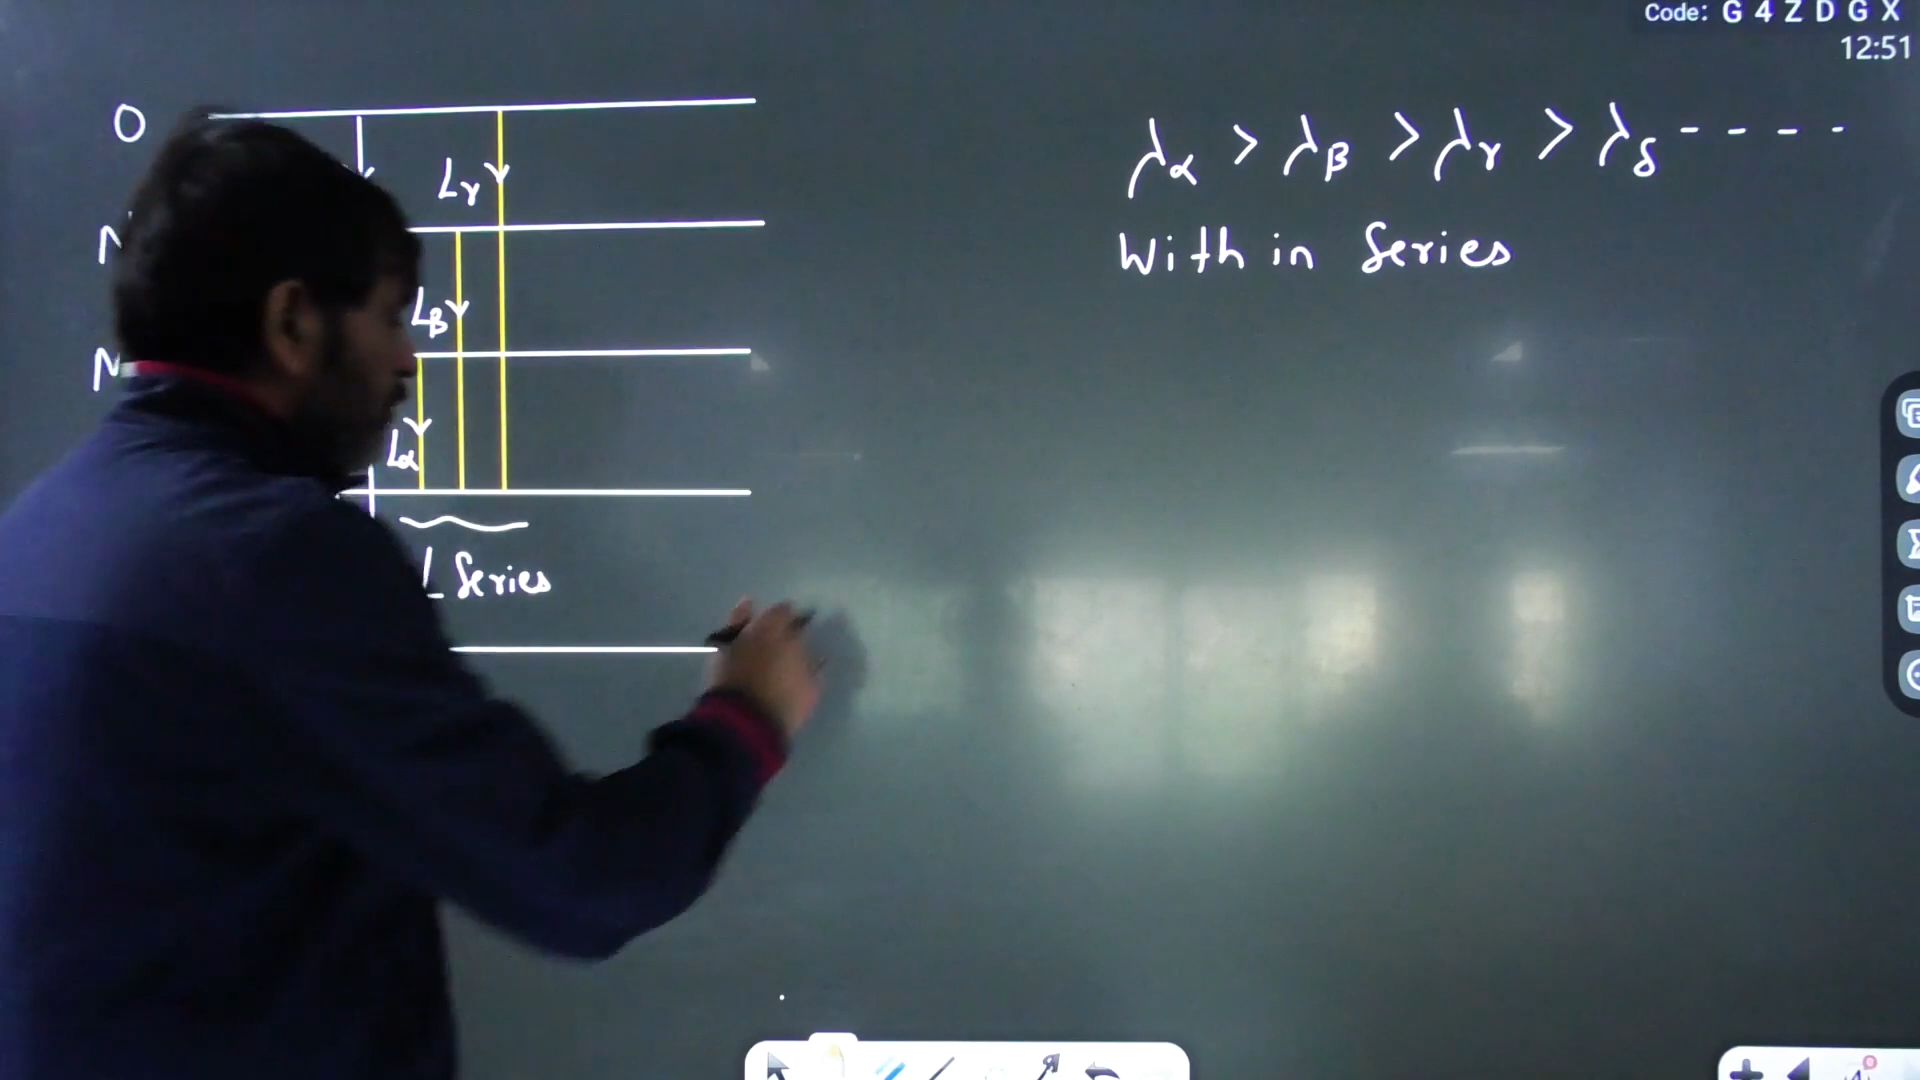 Code: G 4 Z D G X
12:51
O
λα > λβ > λγ > λδ - - - -
Lγ
With in Series
N
Lβ
M
Lα
L Series